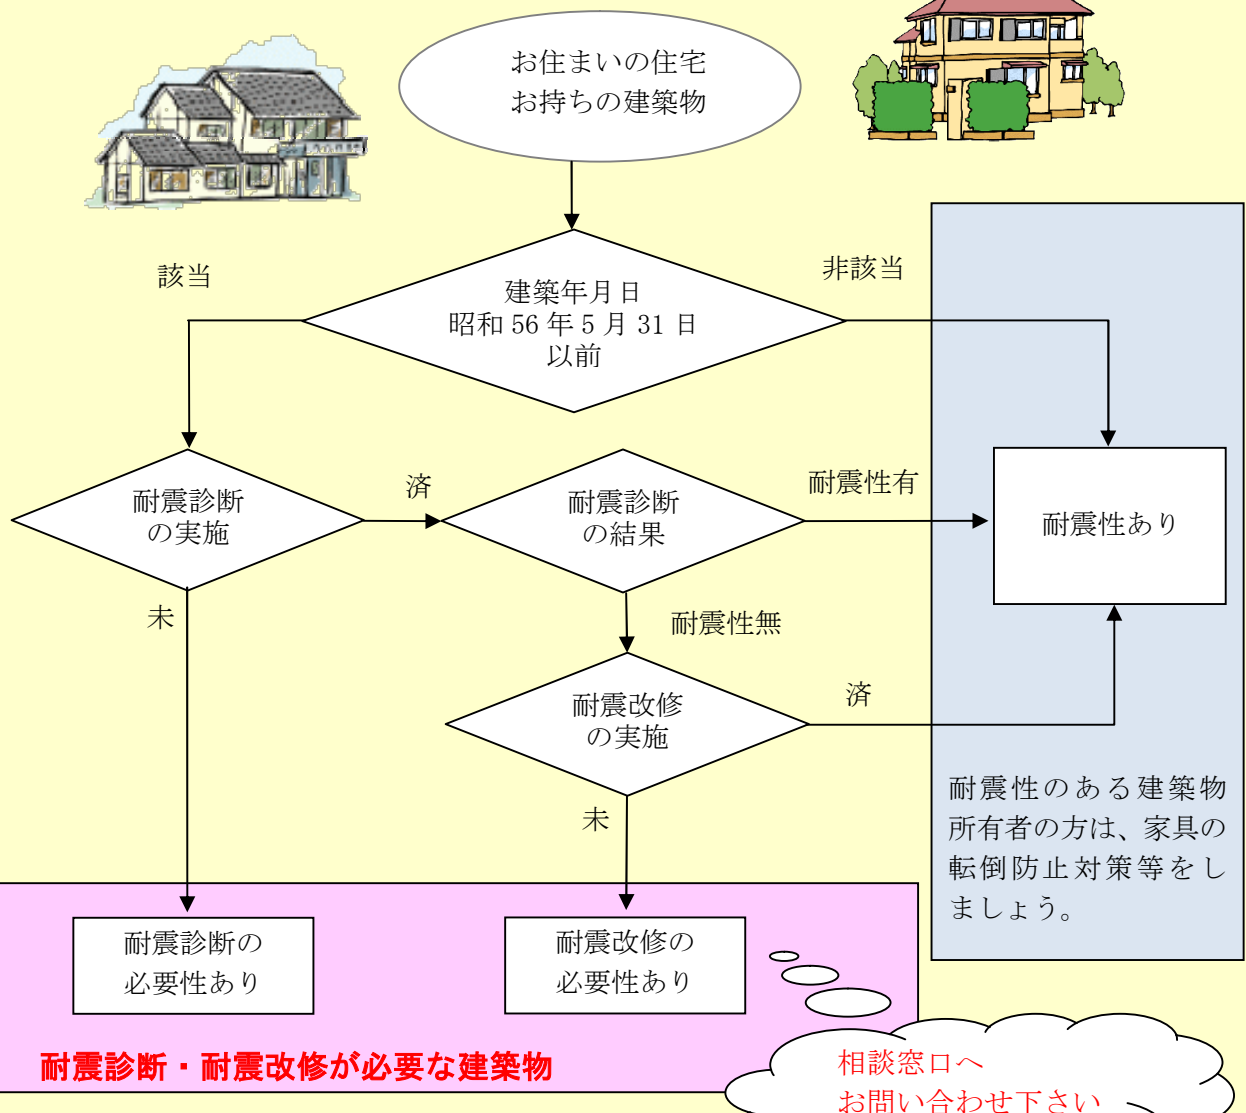 お住まいの住宅
お持ちの建築物
該当
非該当
建築年月日
昭和 56 年 5 月 31 日
以前
耐震診断
の実施
済
耐震診断
の結果
耐震性有
耐震性あり
未
耐震性無
耐震改修
の実施
済
未
耐震性のある建築物
所有者の方は、家具の
転倒防止対策等をし
ましょう。
耐震診断の
必要性あり
耐震改修の
必要性あり
耐震診断・耐震改修が必要な建築物
相談窓口へ
お問い合わせ下さい